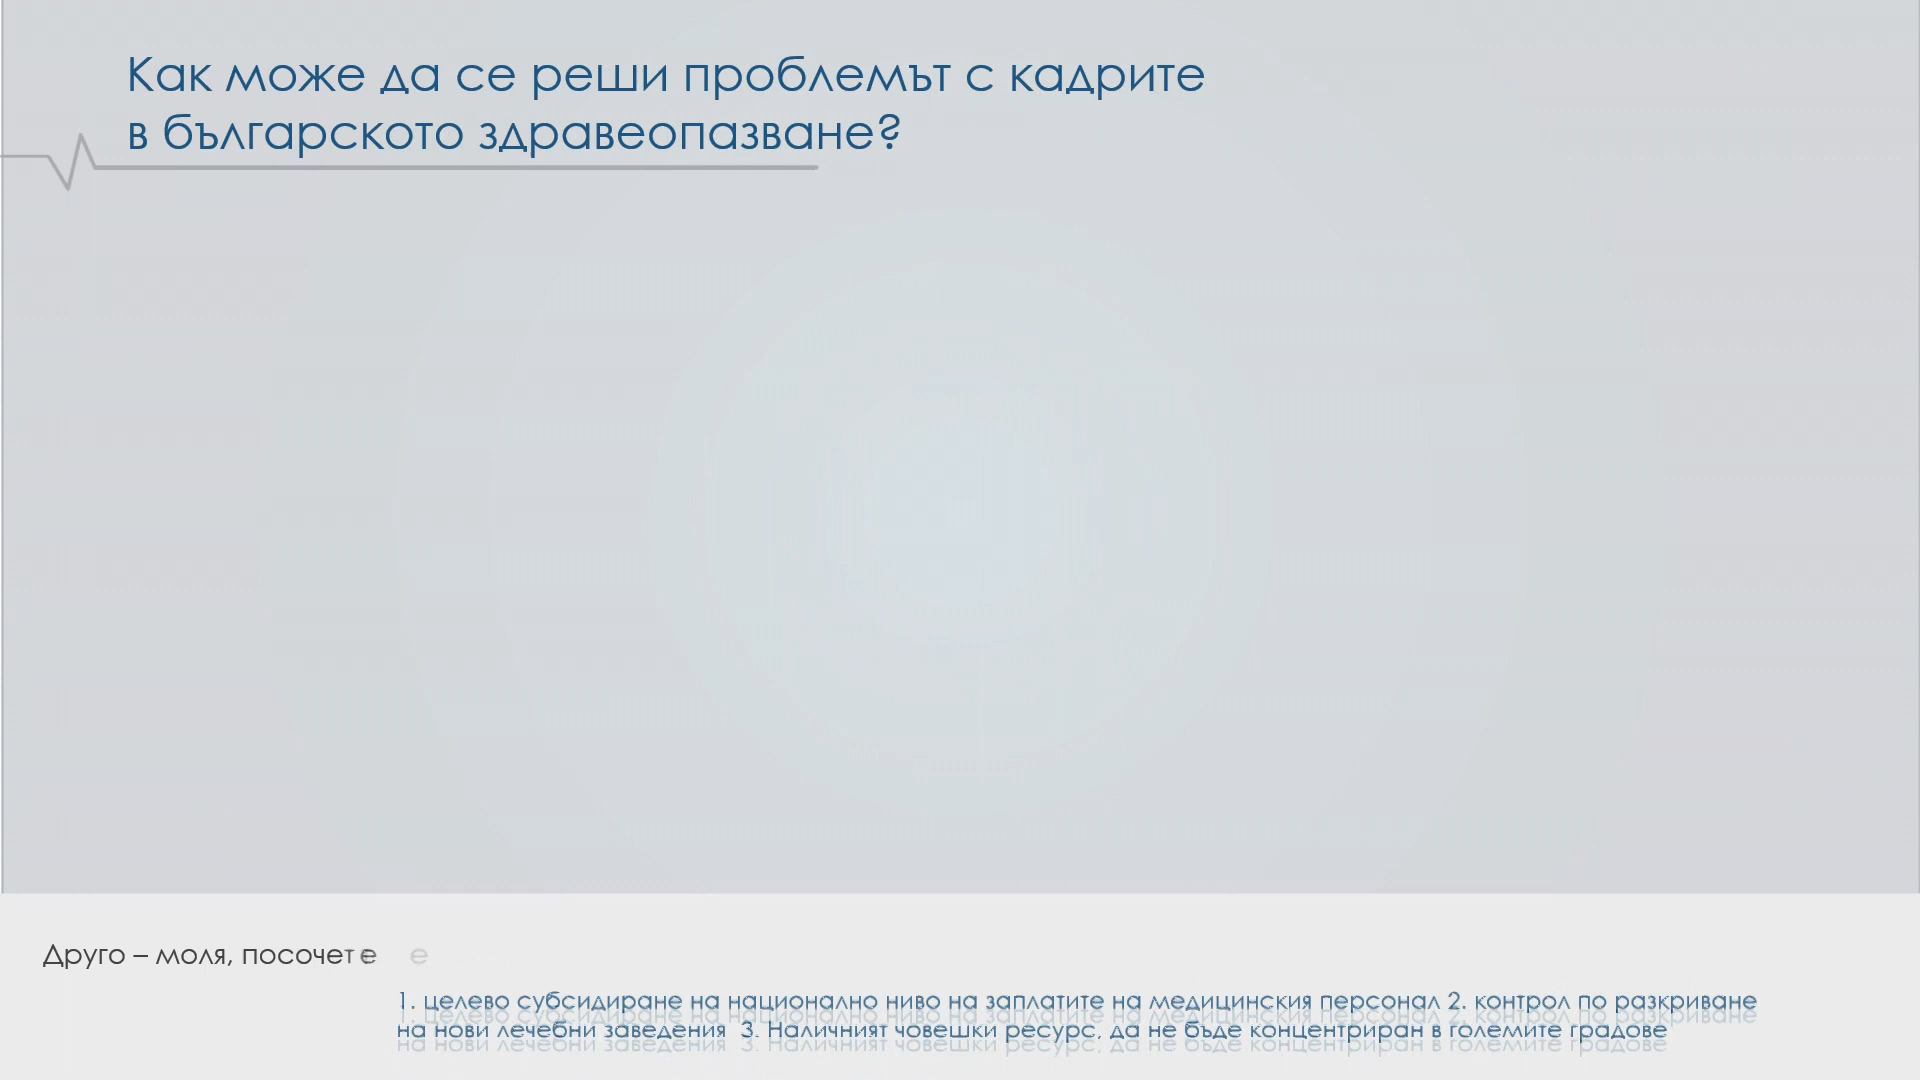 Как може да се реши проблемът с кадрите
в българското здравеопазване?
Друго – моля, посочете
1. целево субсидиране на национално ниво на заплатите на медицинския персонал 2. контрол по разкриване
на нови лечебни заведения 3. Наличният човешки ресурс, да не бъде концентриран в големите градове